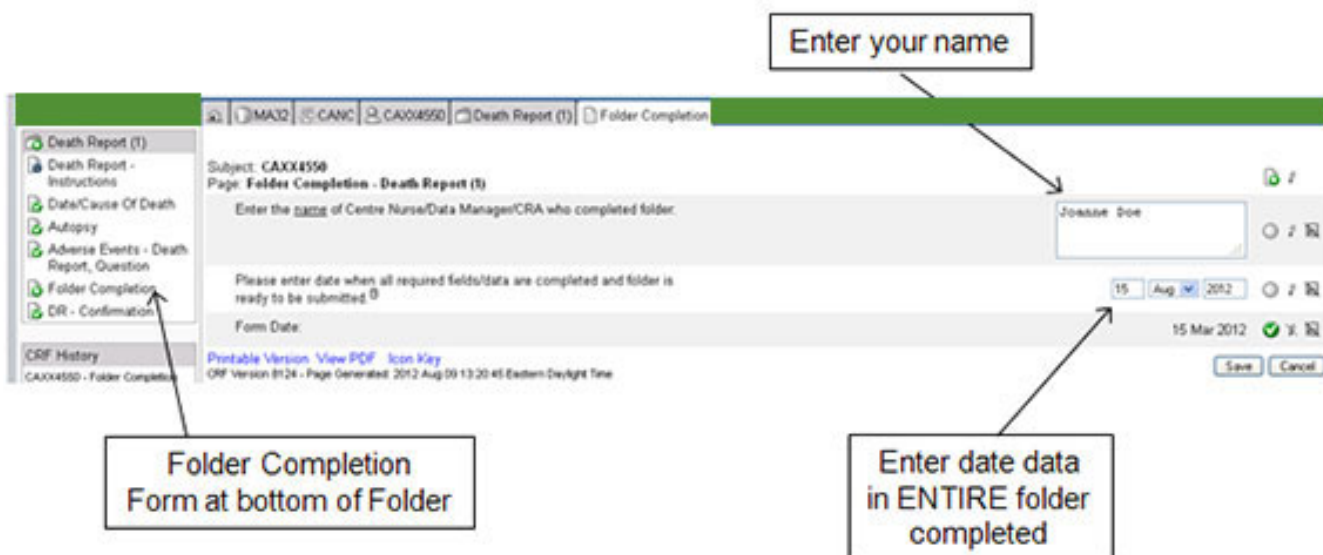 Enter your name
MA32 CANC CAXX4550 Death Report (1) Folder Completion
Death Report (1)
Death Report -
Instructions
Date/Cause Of Death
Autopsy
Adverse Events - Death
Report, Question
Folder Completion
DR - Confirmation
CRF History
CAXX4550 - Folder Completion
Subject: CAXX4550
Page: Folder Completion - Death Report (1)
Enter the name of Centre Nurse/Data Manager/CRA who completed folder:
Joanne Doe
Please enter date when all required fields/data are completed and folder is
ready to be submitted.
15 Aug 2012
Form Date:
15 Mar 2012
Printable Version View PDF Icon Key
CRF Version 8124 - Page Generated: 2012 Aug 09 13:20:45 Eastern Daylight Time
Save Cancel
Folder Completion
Form at bottom of Folder
Enter date data
in ENTIRE folder
completed